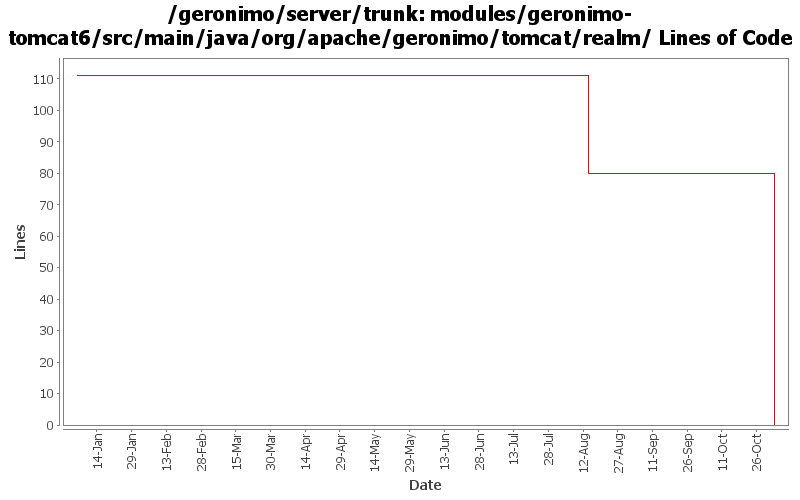 /geronimo/server/trunk: modules/geronimo-
tomcat6/src/main/java/org/apache/geronimo/tomcat/realm/ Lines of Code
Lines
110
100
90
80
70
60
50
40
30
20
10
0
14-Jan
29-Jan
13-Feb
28-Feb
15-Mar
30-Mar
14-Apr
29-Apr
14-May
29-May
13-Jun
28-Jun
13-Jul
28-Jul
12-Aug
27-Aug
11-Sep
26-Sep
11-Oct
26-Oct
Date